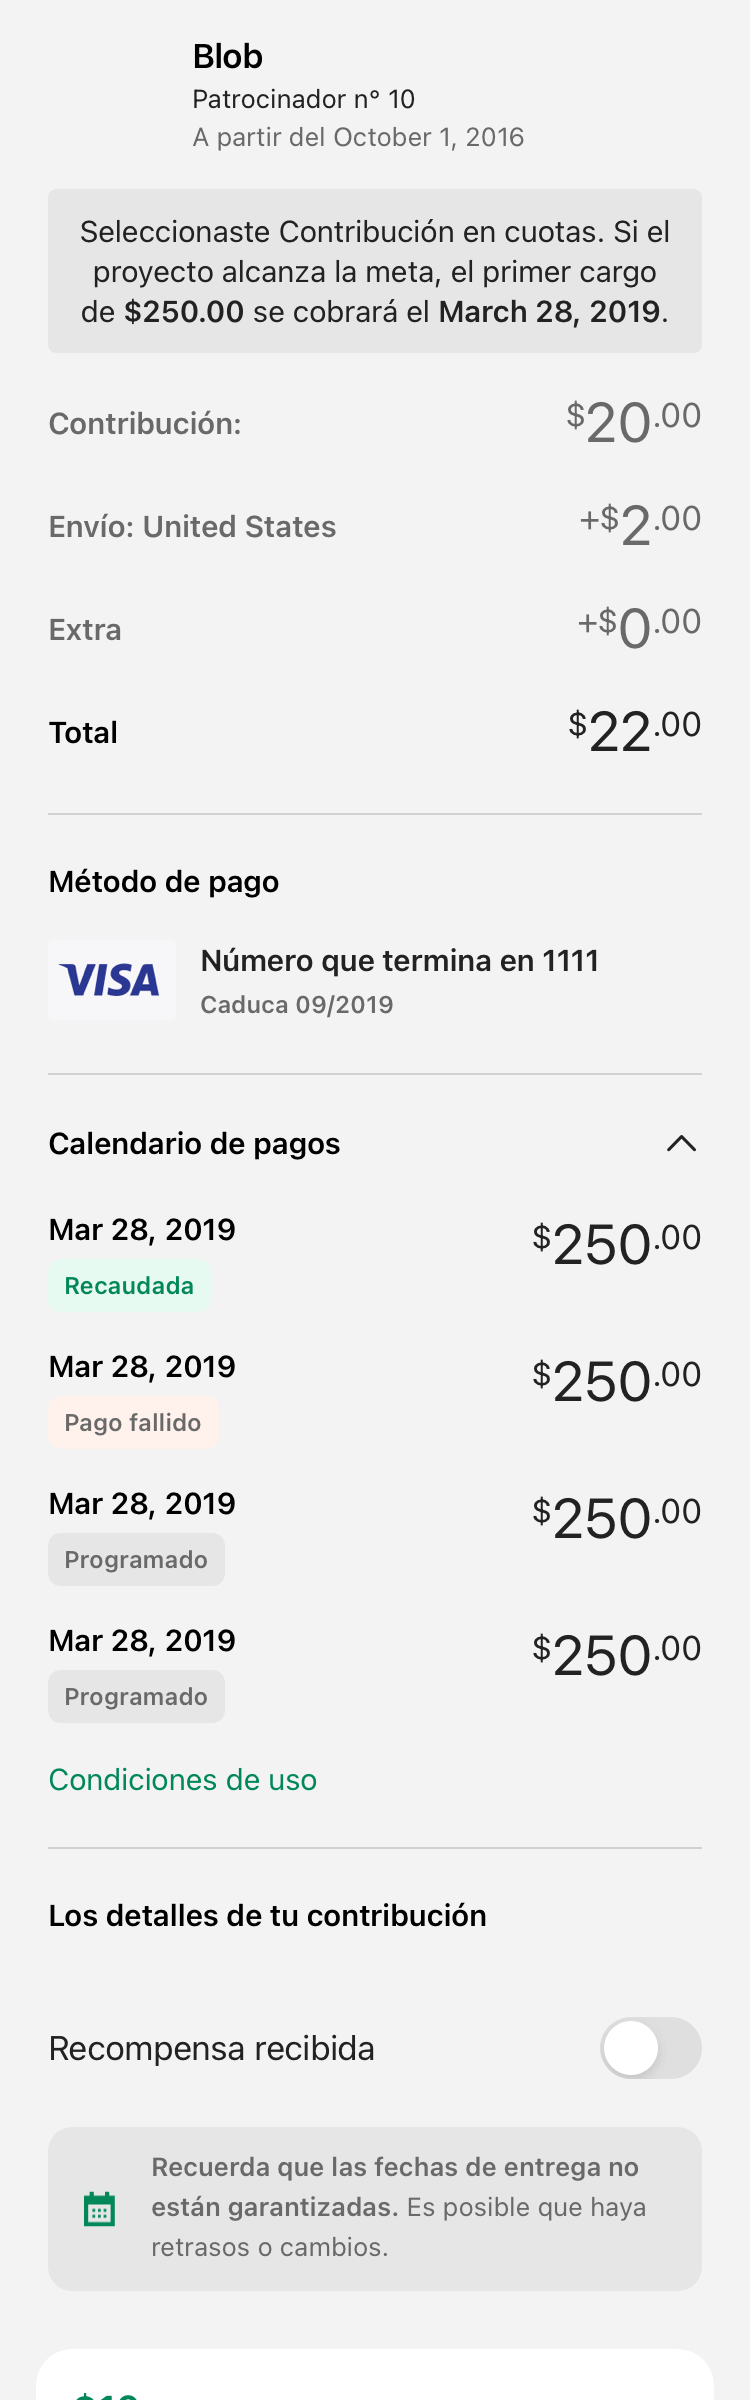 Blob
Patrocinador n° 10
A partir del October 1, 2016
Seleccionaste Contribución en cuotas. Si el
proyecto alcanza la meta, el primer cargo
de $250.00 se cobrará el March 28, 2019.
Contribución: $20.00
Envío: United States +$2.00
Extra +$0.00
Total $22.00
Método de pago
VISA
Número que termina en 1111
Caduca 09/2019
Calendario de pagos
Mar 28, 2019 $250.00
Recaudada
Mar 28, 2019 $250.00
Pago fallido
Mar 28, 2019 $250.00
Programado
Mar 28, 2019 $250.00
Programado
Condiciones de uso
Los detalles de tu contribución
Recompensa recibida
Recuerda que las fechas de entrega no
están garantizadas. Es posible que haya
retrasos o cambios.